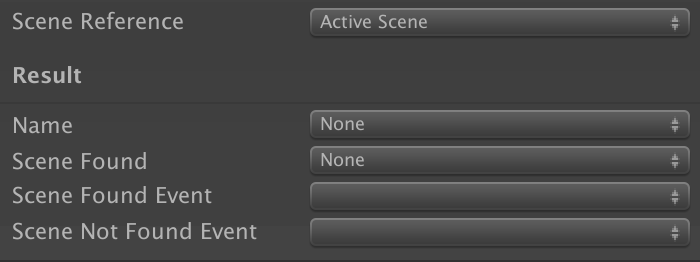 Scene Reference Active Scene
Result
Name None
Scene Found None
Scene Found Event
Scene Not Found Event